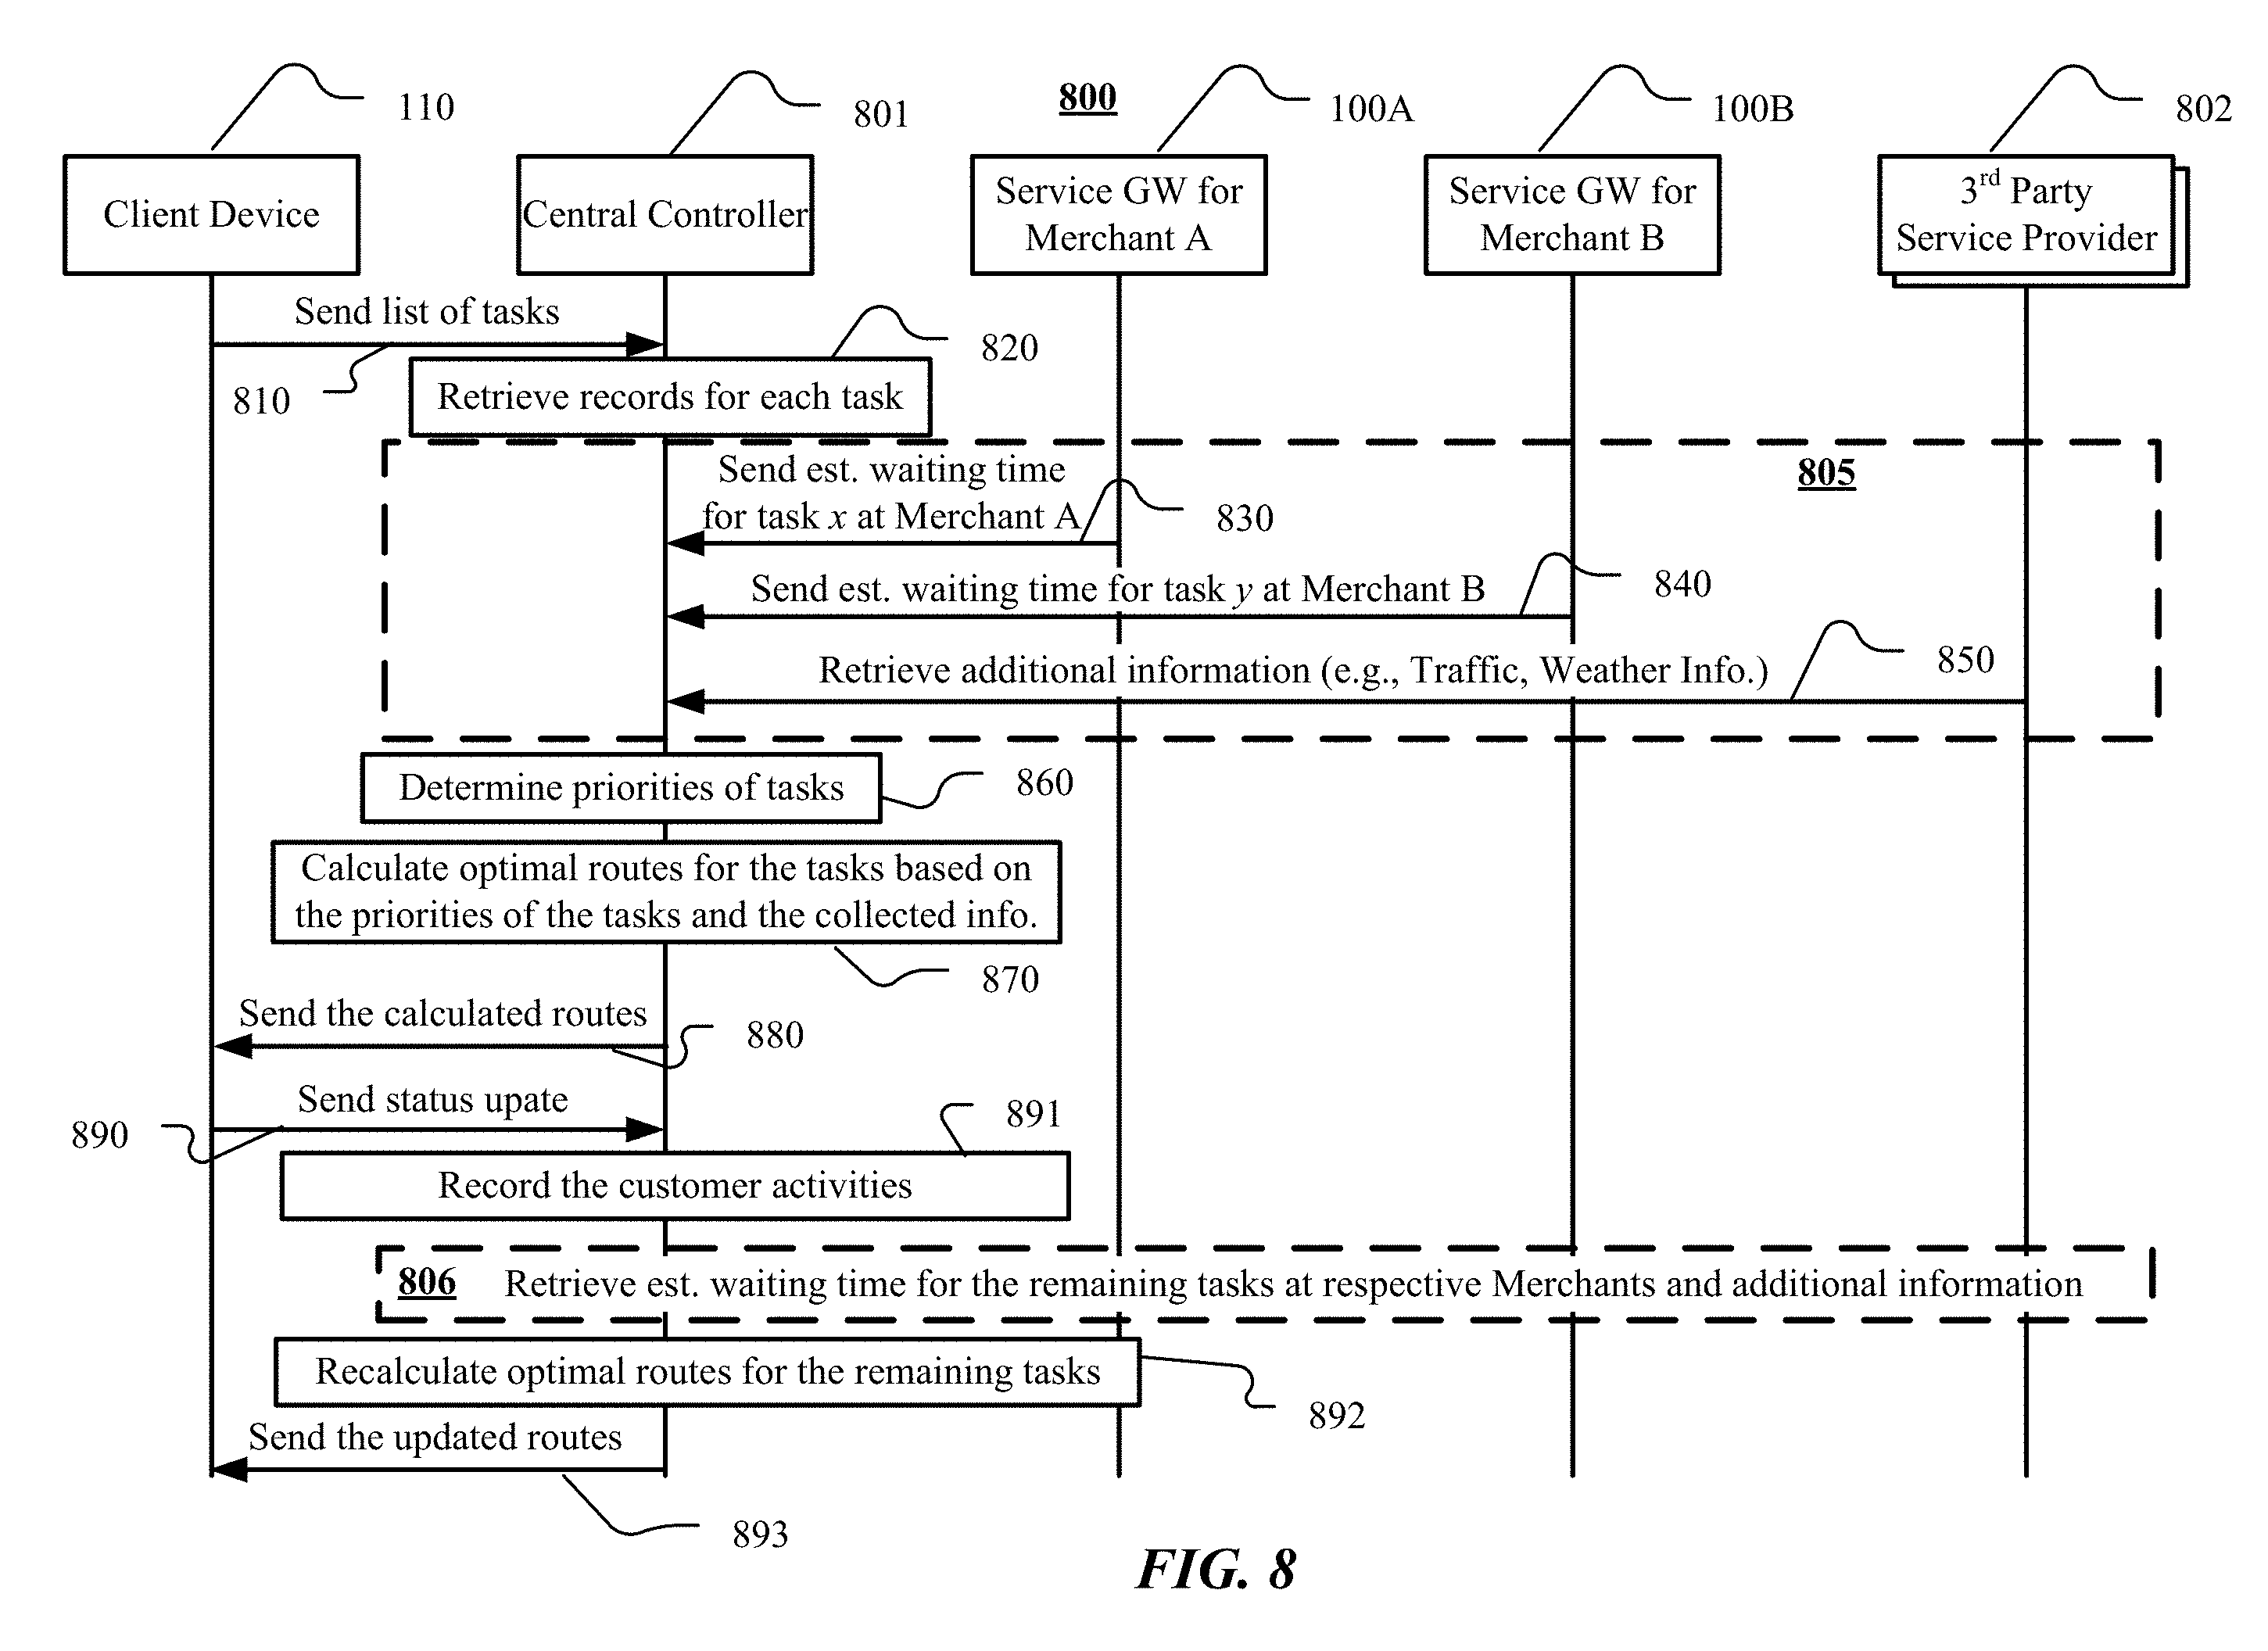 110
801
800
100A
100B
802
Client Device
Central Controller
Service GW for
Merchant A
Service GW for
Merchant B
3rd Party
Service Provider
Send list of tasks
810
820
Retrieve records for each task
805
Send est. waiting time
for task x at Merchant A
830
Send est. waiting time for task y at Merchant B
840
Retrieve additional information (e.g., Traffic, Weather Info.)
850
Determine priorities of tasks
860
Calculate optimal routes for the tasks based on
the priorities of the tasks and the collected info.
870
Send the calculated routes
880
Send status upate
890
891
Record the customer activities
806 Retrieve est. waiting time for the remaining tasks at respective Merchants and additional information
Recalculate optimal routes for the remaining tasks
892
Send the updated routes
893
FIG. 8